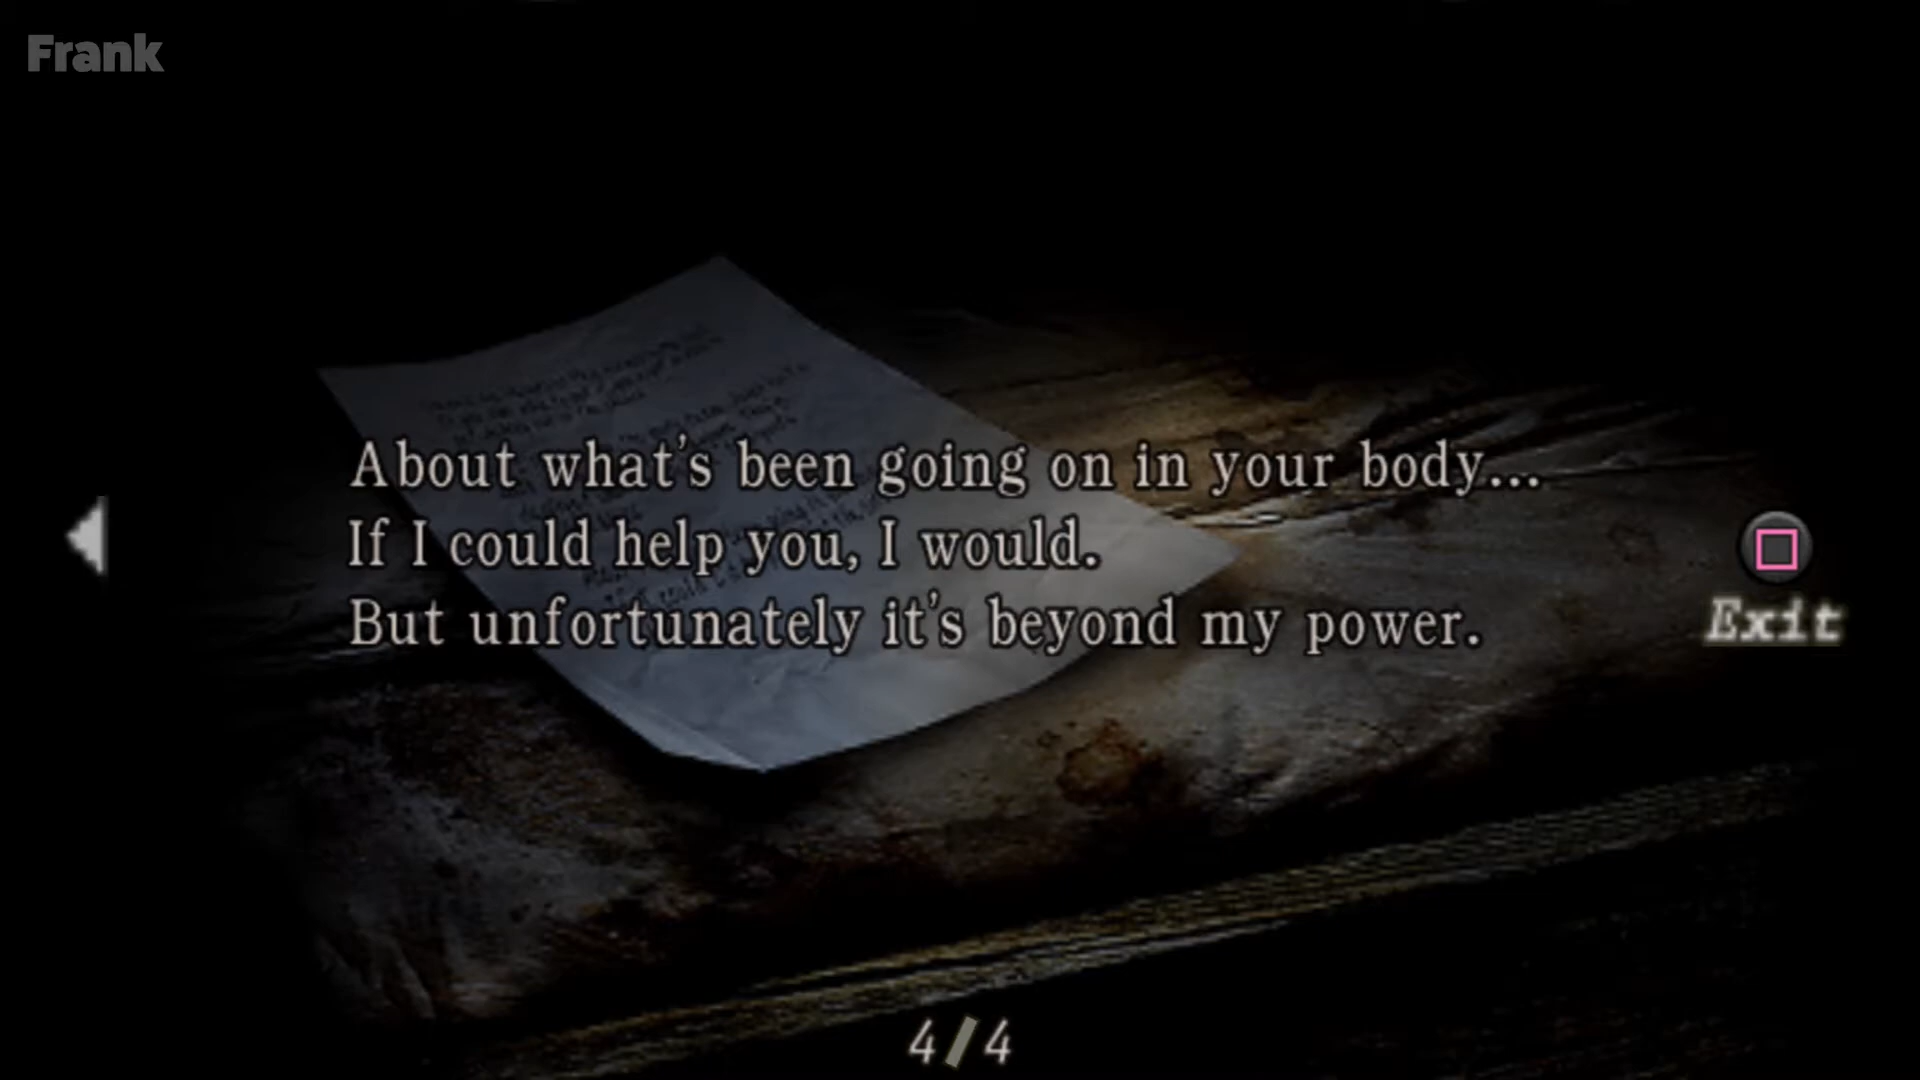 Frank
About what's been going on in your body...
If I could help you, I would.
But unfortunately it's beyond my power.
Exit
4/4